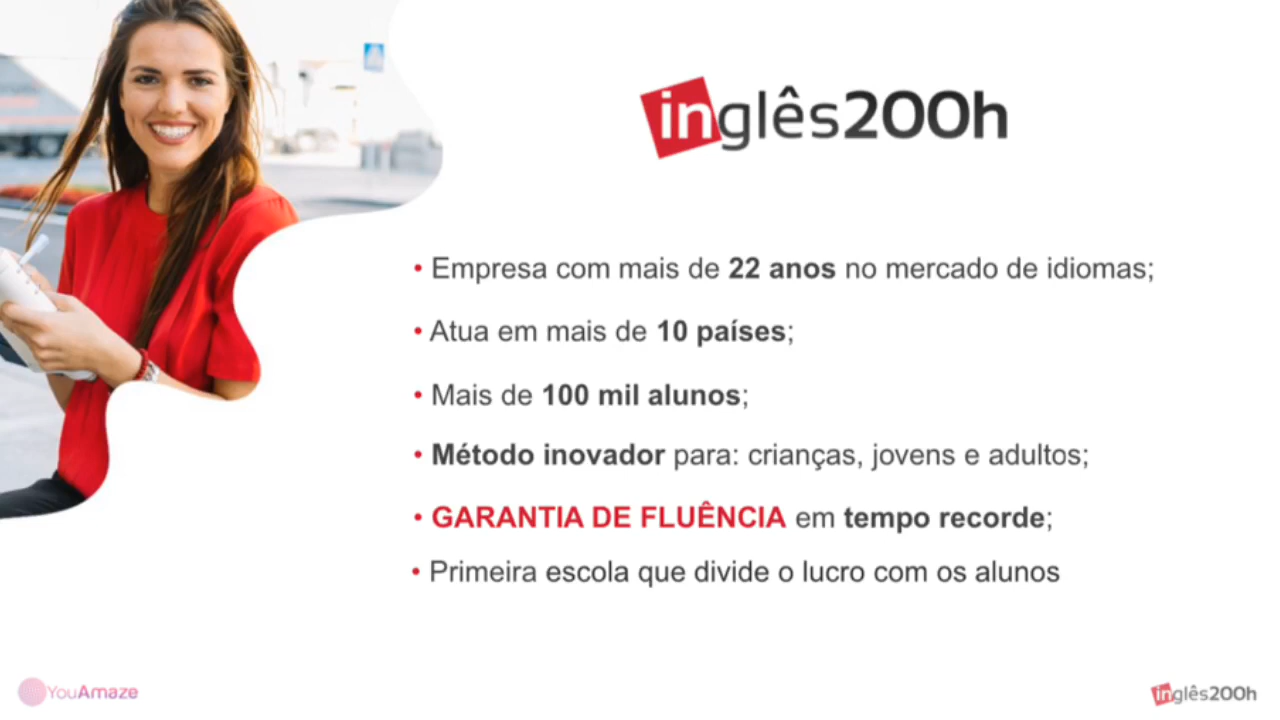 inglês200h
• Empresa com mais de 22 anos no mercado de idiomas;
• Atua em mais de 10 países;
• Mais de 100 mil alunos;
• Método inovador para: crianças, jovens e adultos;
• GARANTIA DE FLUÊNCIA em tempo recorde;
• Primeira escola que divide o lucro com os alunos
YouAmaze
inglês200h